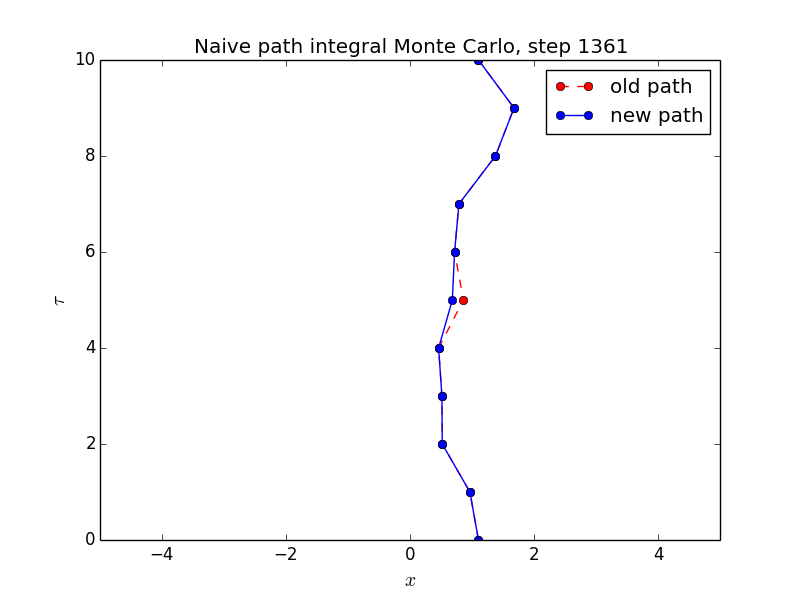 Naive path integral Monte Carlo, step 1361
10
8
6
4
2
0
τ
old path
new path
−4
−2
0
2
4
x